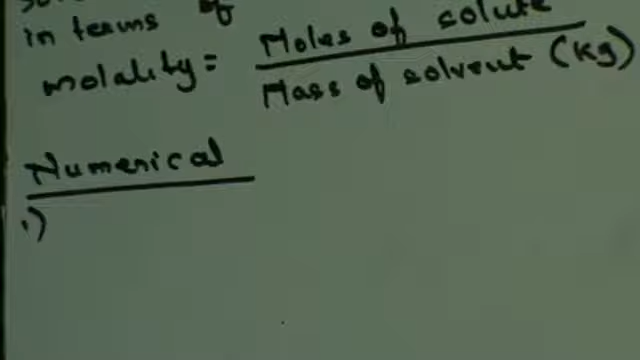 in terms of
molality = Moles of solute
Mass of solvent (Kg)
Numerical
1)